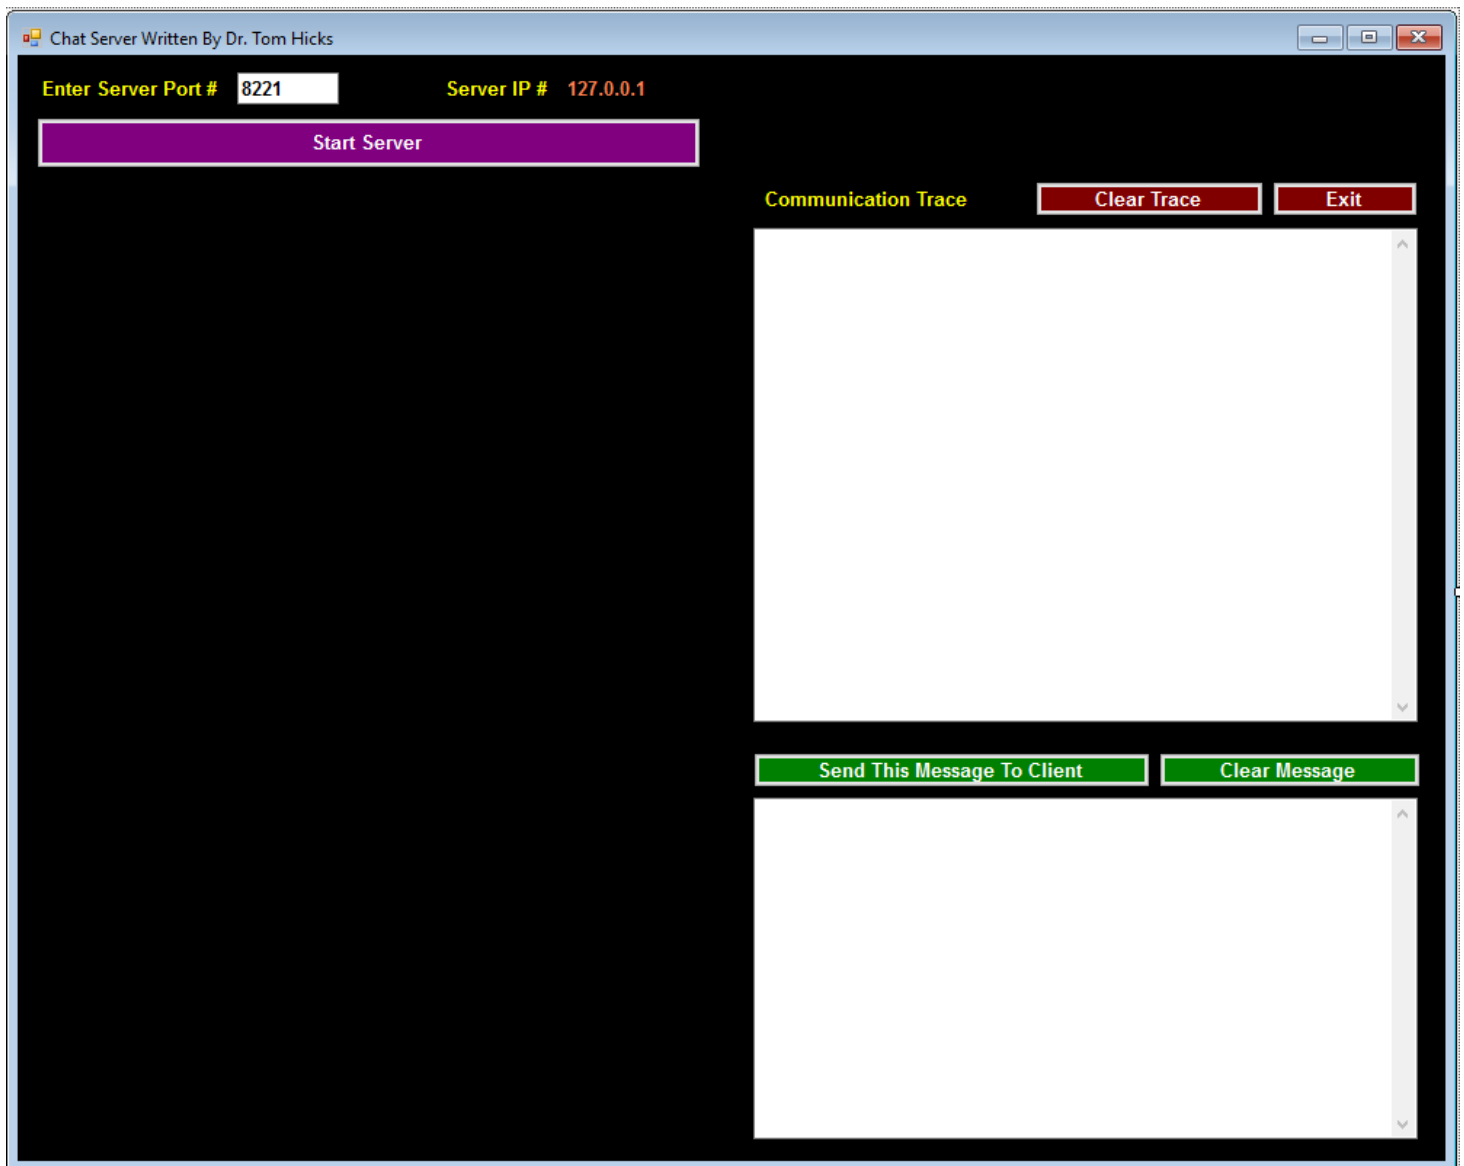 Chat Server Written By Dr. Tom Hicks
Enter Server Port # 8221 Server IP # 127.0.0.1
Start Server
Communication Trace Clear Trace Exit
Send This Message To Client Clear Message